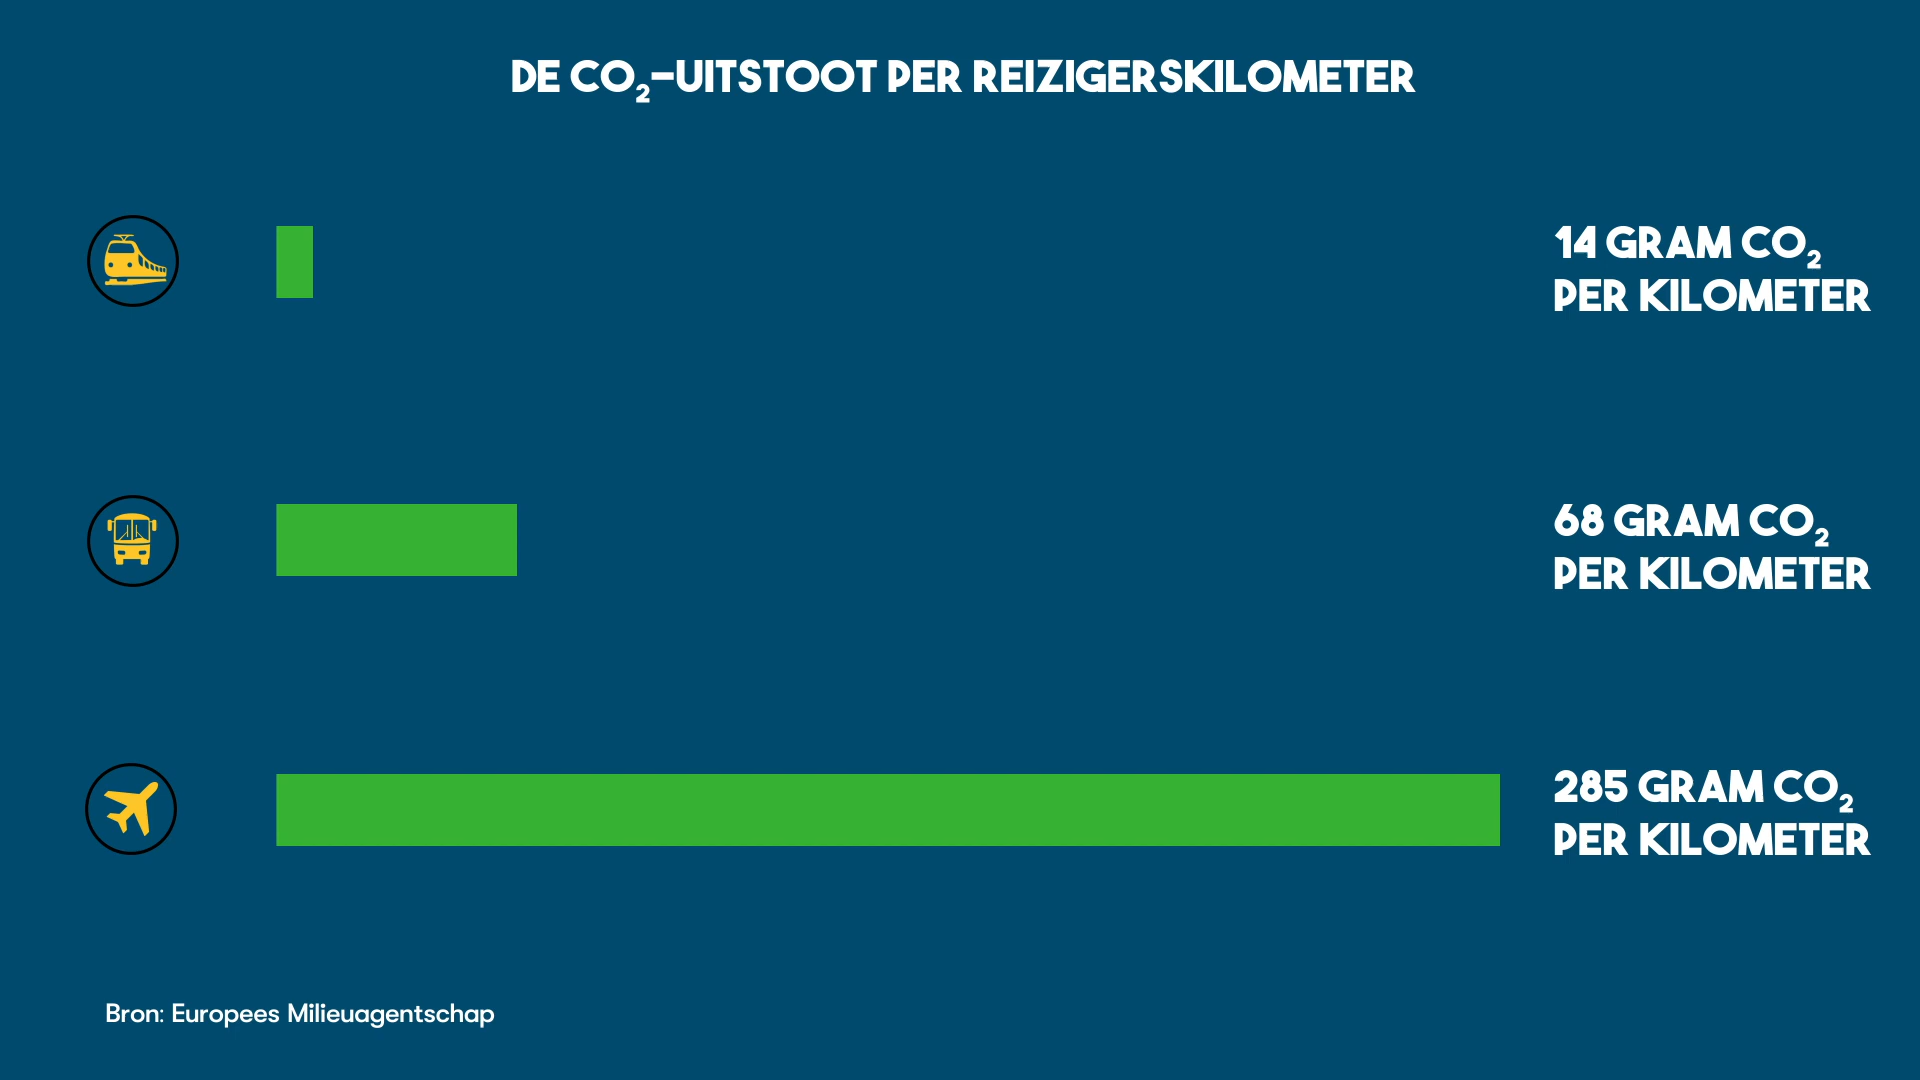 DE CO₂-UITSTOOT PER REIZIGERSKILOMETER
14 GRAM CO₂
PER KILOMETER
68 GRAM CO₂
PER KILOMETER
285 GRAM CO₂
PER KILOMETER
Bron: Europees Milieuagentschap